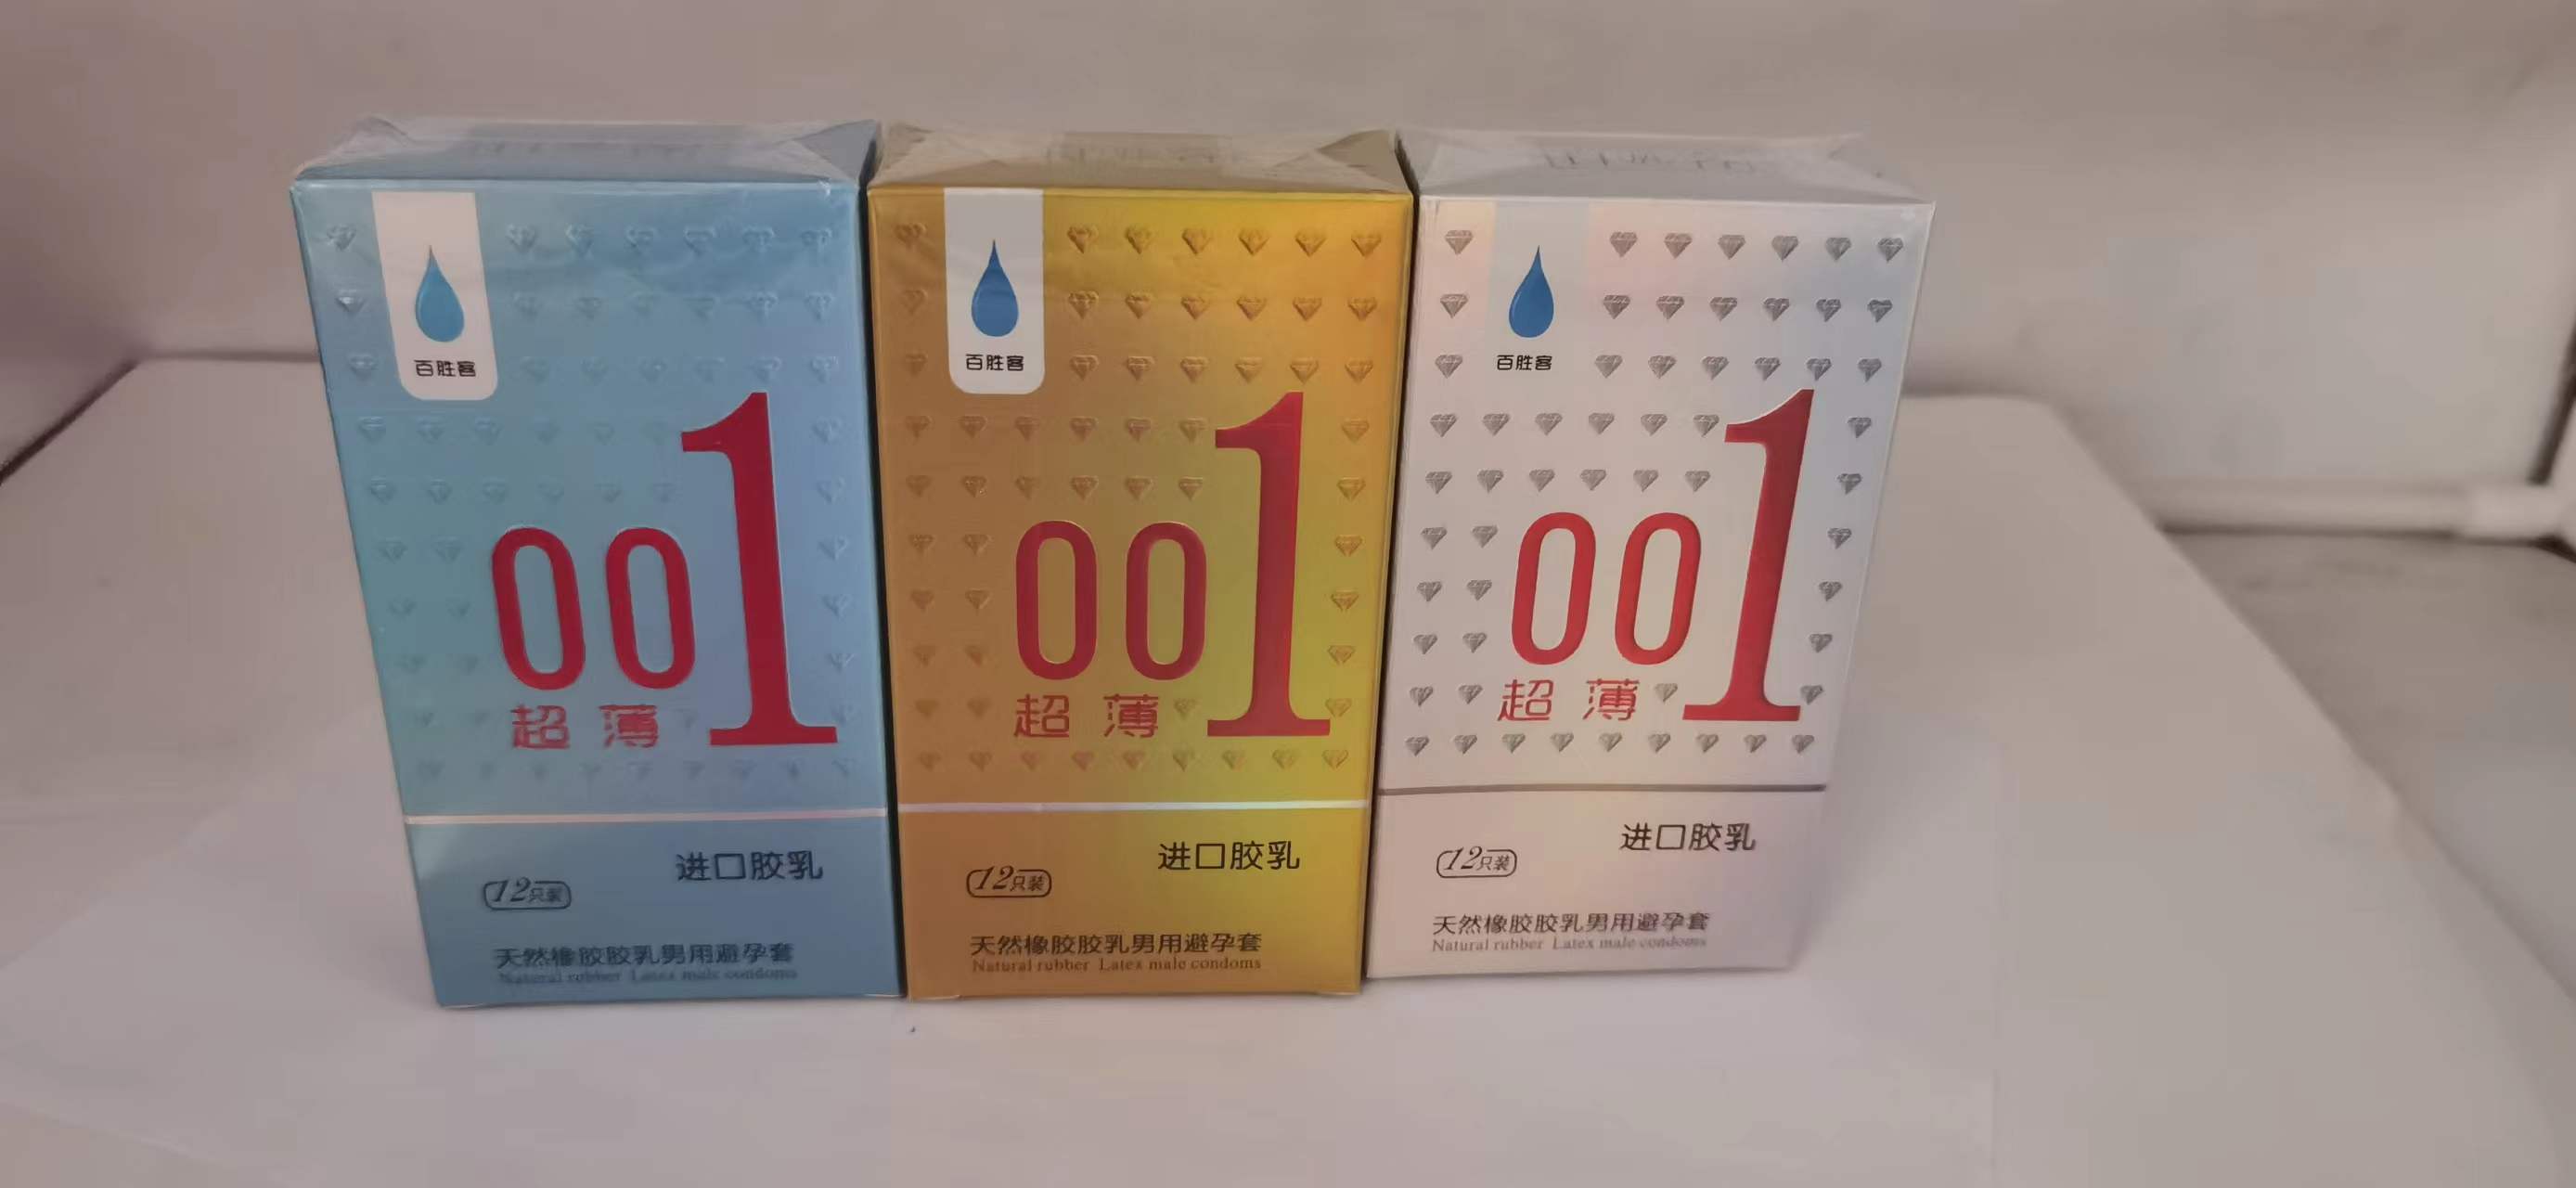 百胜客
001
超薄
进口胶乳
12只装
天然橡胶胶乳男用避孕套
Natural rubber Latex male condoms
百胜客
001
超薄
进口胶乳
12只装
天然橡胶胶乳男用避孕套
Natural rubber Latex male condoms
百胜客
001
超薄
进口胶乳
12只装
天然橡胶胶乳男用避孕套
Natural rubber Latex male condoms